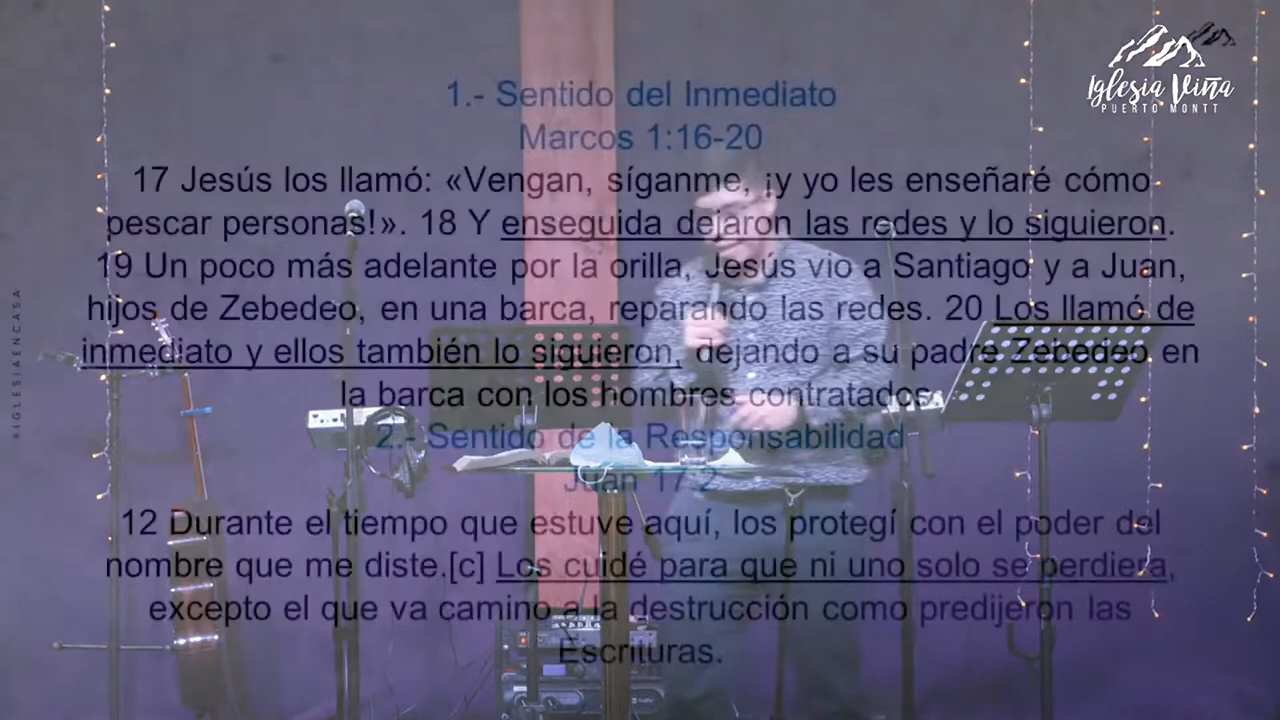 Iglesia Viña
PUERTO MONTT
1.- Sentido del Inmediato
Marcos 1:16-20
17 Jesús los llamó: «Vengan, síganme, ¡y yo les enseñaré cómo
pescar personas!». 18 Y enseguida dejaron las redes y lo siguieron.
19 Un poco más adelante por la orilla, Jesús vio a Santiago y a Juan,
hijos de Zebedeo, en una barca, reparando las redes. 20 Los llamó de
inmediato y ellos también lo siguieron, dejando a su padre Zebedeo en
la barca con los hombres contratados.
2.- Sentido de la Responsabilidad
Juan 17:2
12 Durante el tiempo que estuve aquí, los protegí con el poder del
nombre que me diste.[c] Los cuidé para que ni uno solo se perdiera,
excepto el que va camino a la destrucción como predijeron las
Escrituras.
#IGLESIAENCASA